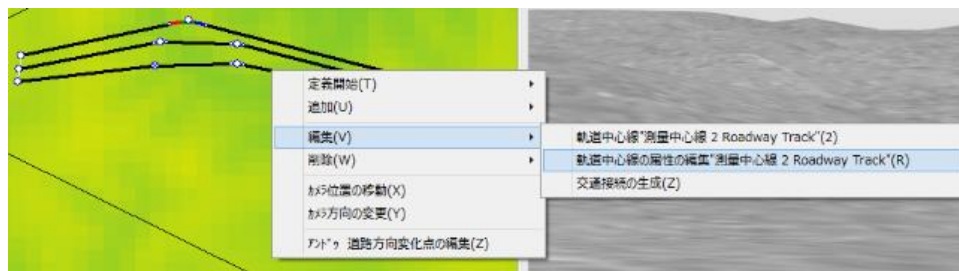 定義開始(T)
追加(U)
編集(V)
削除(W)
カメラ位置の移動(X)
カメラ方向の変更(Y)
アンドゥ 道路方向変化点の編集(Z)
軌道中心線"測量中心線 2 Roadway Track"(2)
軌道中心線の属性の編集"測量中心線 2 Roadway Track"(R)
交通接続の生成(Z)